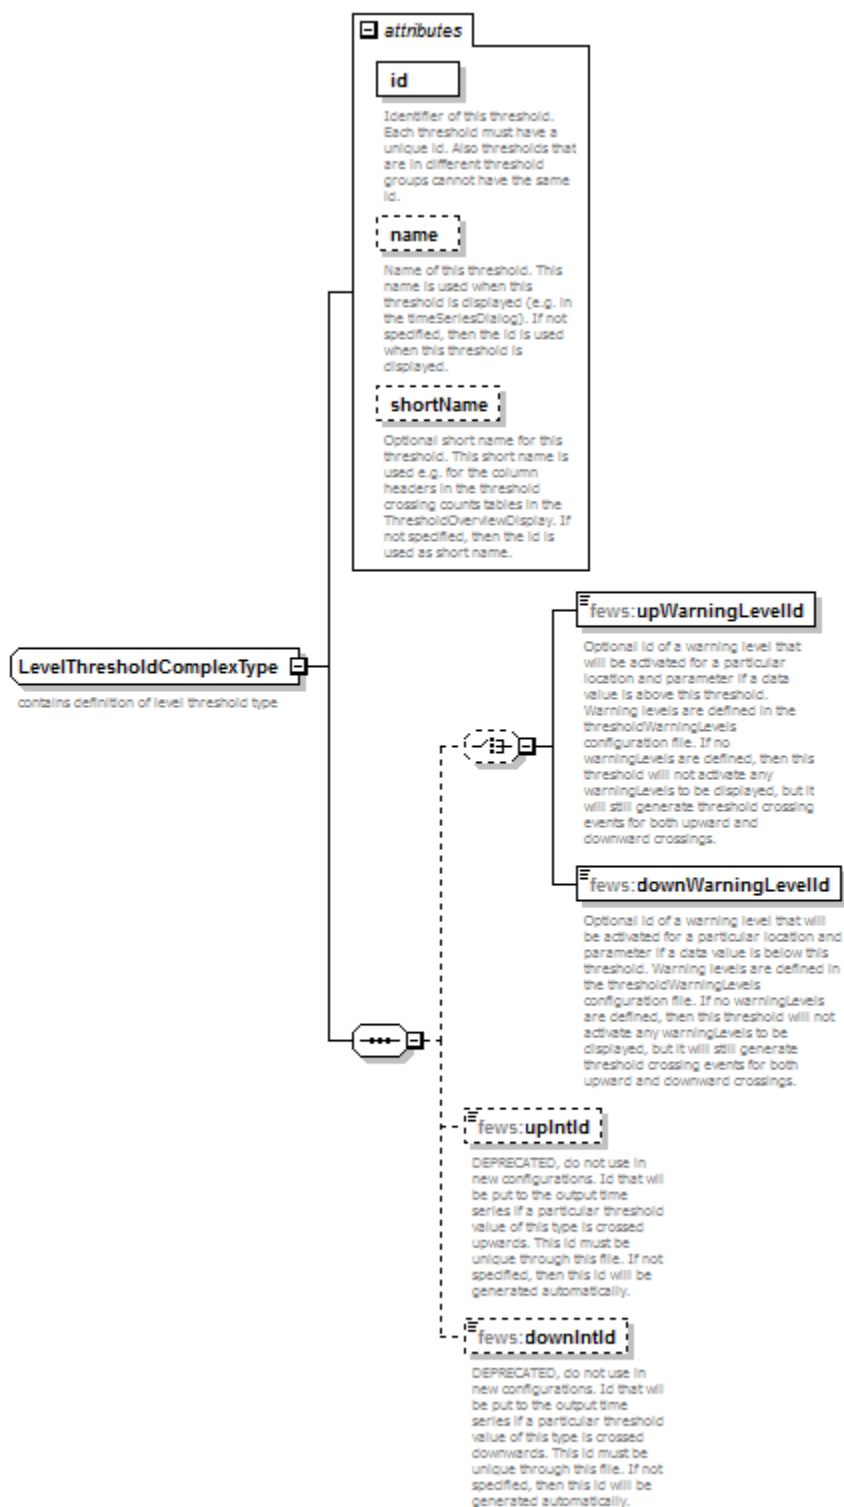 attributes
id
Identifier of this threshold.
Each threshold must have a
unique id. Also thresholds that
are in different threshold
groups cannot have the same
id.
name
Name of this threshold. This
name is used when this
threshold is displayed (e.g. in
the timeSeriesDialog). If not
specified, then the id is used
when this threshold is
displayed.
shortName
Optional short name for this
threshold. This short name is
used e.g. for the column
headers in the threshold
crossing counts tables in the
ThresholdOverviewDisplay. If
not specified, then the id is
used as short name.
LevelThresholdComplexType
contains definition of level threshold type
fews:upWarningLevelId
Optional id of a warning level that
will be activated for a particular
location and parameter if a data
value is above this threshold.
Warning levels are defined in the
thresholdWarningLevels
configuration file. If no
warningLevels are defined, then this
threshold will not activate any
warningLevels to be displayed, but it
will still generate threshold crossing
events for both upward and
downward crossings.
fews:downWarningLevelId
Optional id of a warning level that will
be activated for a particular location and
parameter if a data value is below this
threshold. Warning levels are defined in
the thresholdWarningLevels
configuration file. If no warningLevels
are defined, then this threshold will not
activate any warningLevels to be
displayed, but it will still generate
threshold crossing events for both
upward and downward crossings.
fews:upIntId
DEPRECATED, do not use in
new configurations. Id that will
be put to the output time
series if a particular threshold
value of this type is crossed
upwards. This id must be
unique through this file. If not
specified, then this id will be
generated automatically.
fews:downIntId
DEPRECATED, do not use in
new configurations. Id that will
be put to the output time
series if a particular threshold
value of this type is crossed
downwards. This id must be
unique through this file. If not
specified, then this id will be
generated automatically.